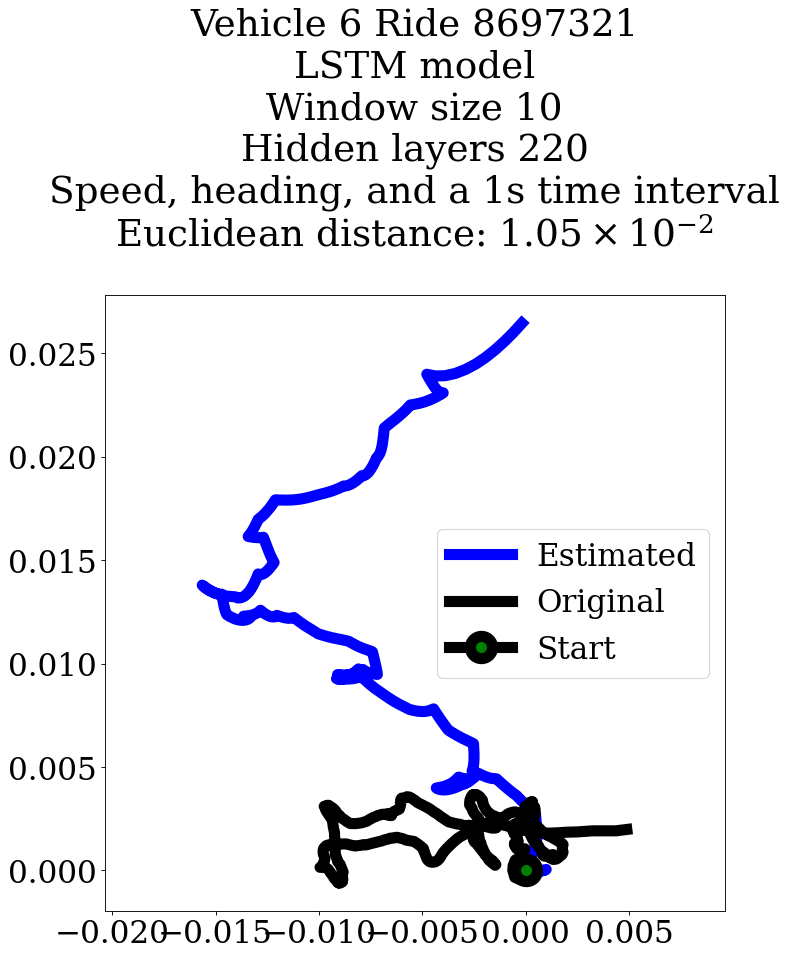 Vehicle 6 Ride 8697321
LSTM model
Window size 10
Hidden layers 220
Speed, heading, and a 1s time interval
Euclidean distance: 1.05 × 10⁻²
0.025
0.020
0.015
0.010
0.005
0.000
Estimated
Original
Start
−0.020 −0.015 −0.010 −0.005 0.000 0.005